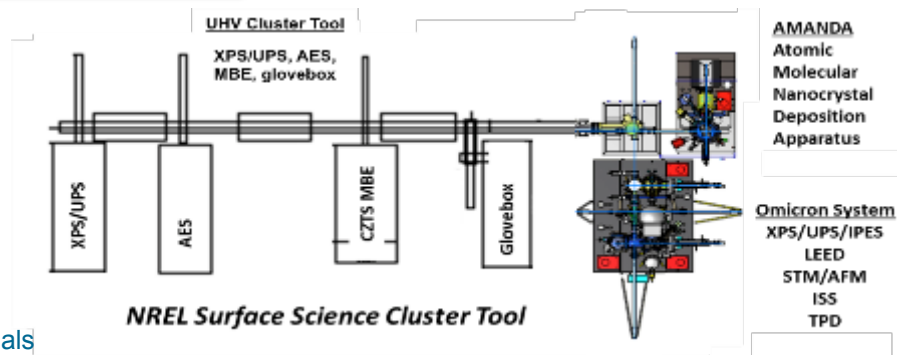 UHV Cluster Tool
XPS/UPS, AES,
MBE, glovebox
XPS/UPS
AES
CZTS MBE
Glovebox
AMANDA
Atomic
Molecular
Nanocrystal
Deposition
Apparatus
Omicron System
XPS/UPS/IPES
LEED
STM/AFM
ISS
TPD
NREL Surface Science Cluster Tool
als